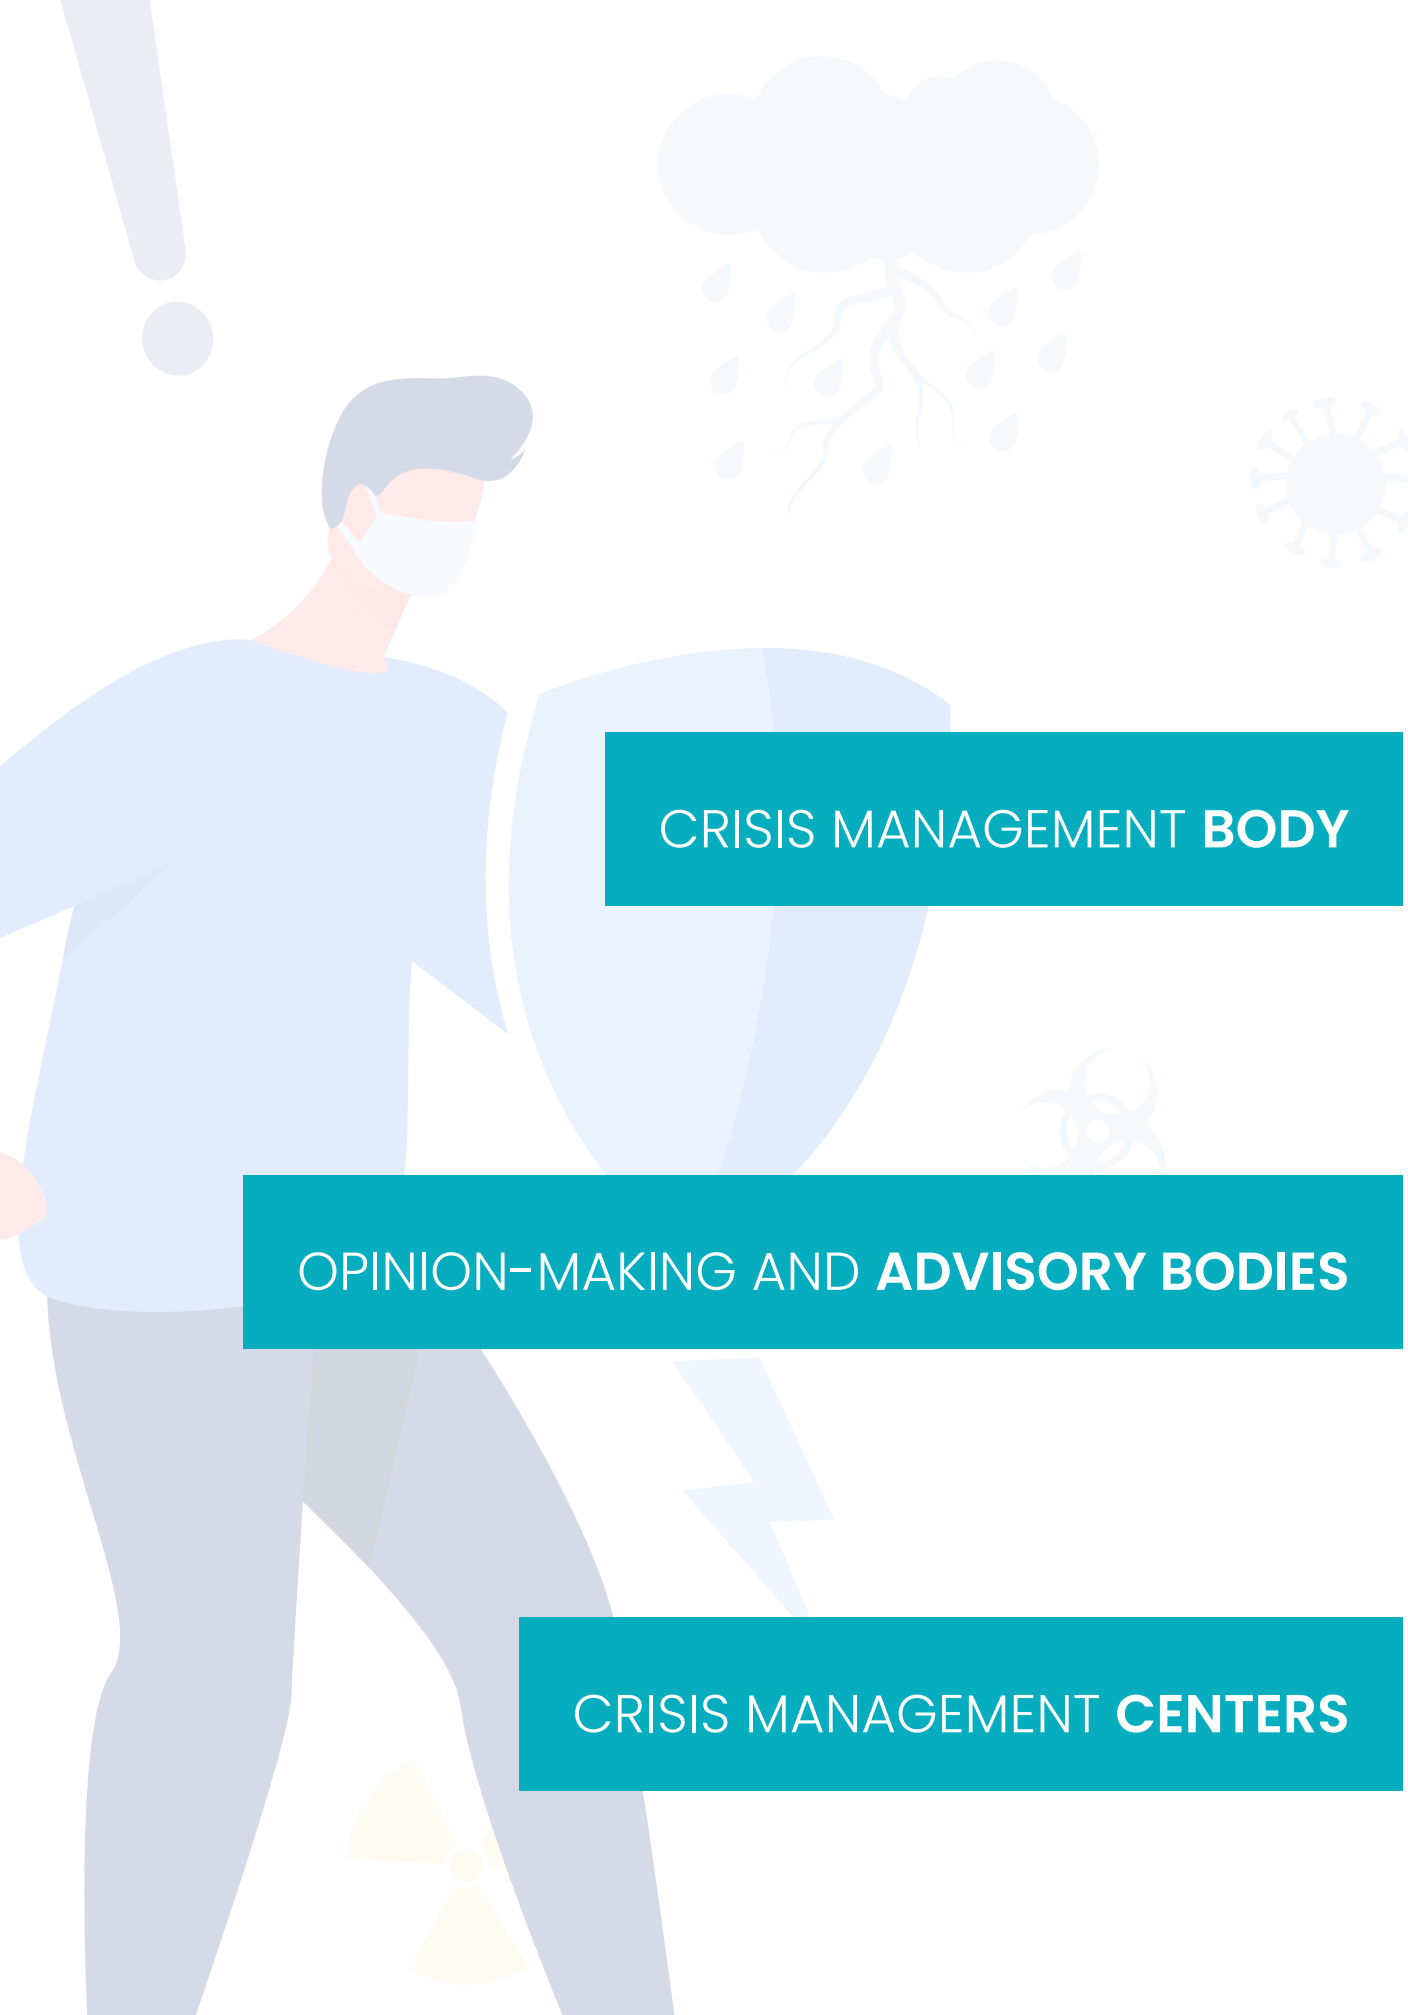 CRISIS MANAGEMENT BODY
OPINION-MAKING AND ADVISORY BODIES
CRISIS MANAGEMENT CENTERS